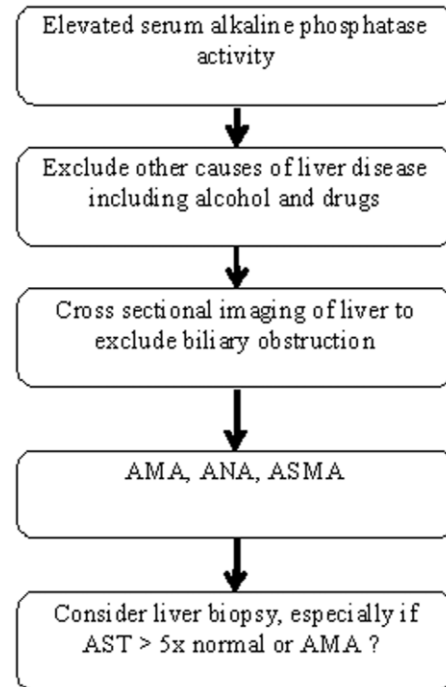 Elevated serum alkaline phosphatase
activity
Exclude other causes of liver disease
including alcohol and drugs
Cross sectional imaging of liver to
exclude biliary obstruction
AMA, ANA, ASMA
Consider liver biopsy, especially if
AST > 5x normal or AMA ?